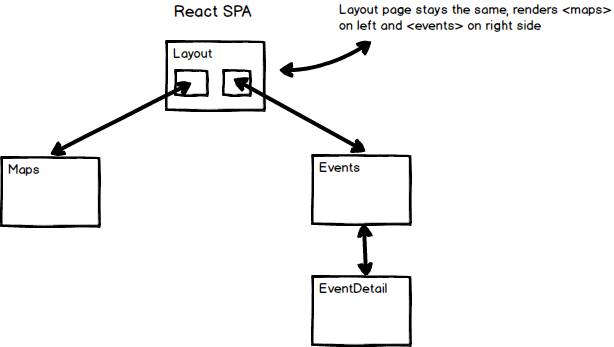 React SPA
Layout page stays the same, renders <maps>
on left and <events> on right side
Layout
Maps
Events
EventDetail